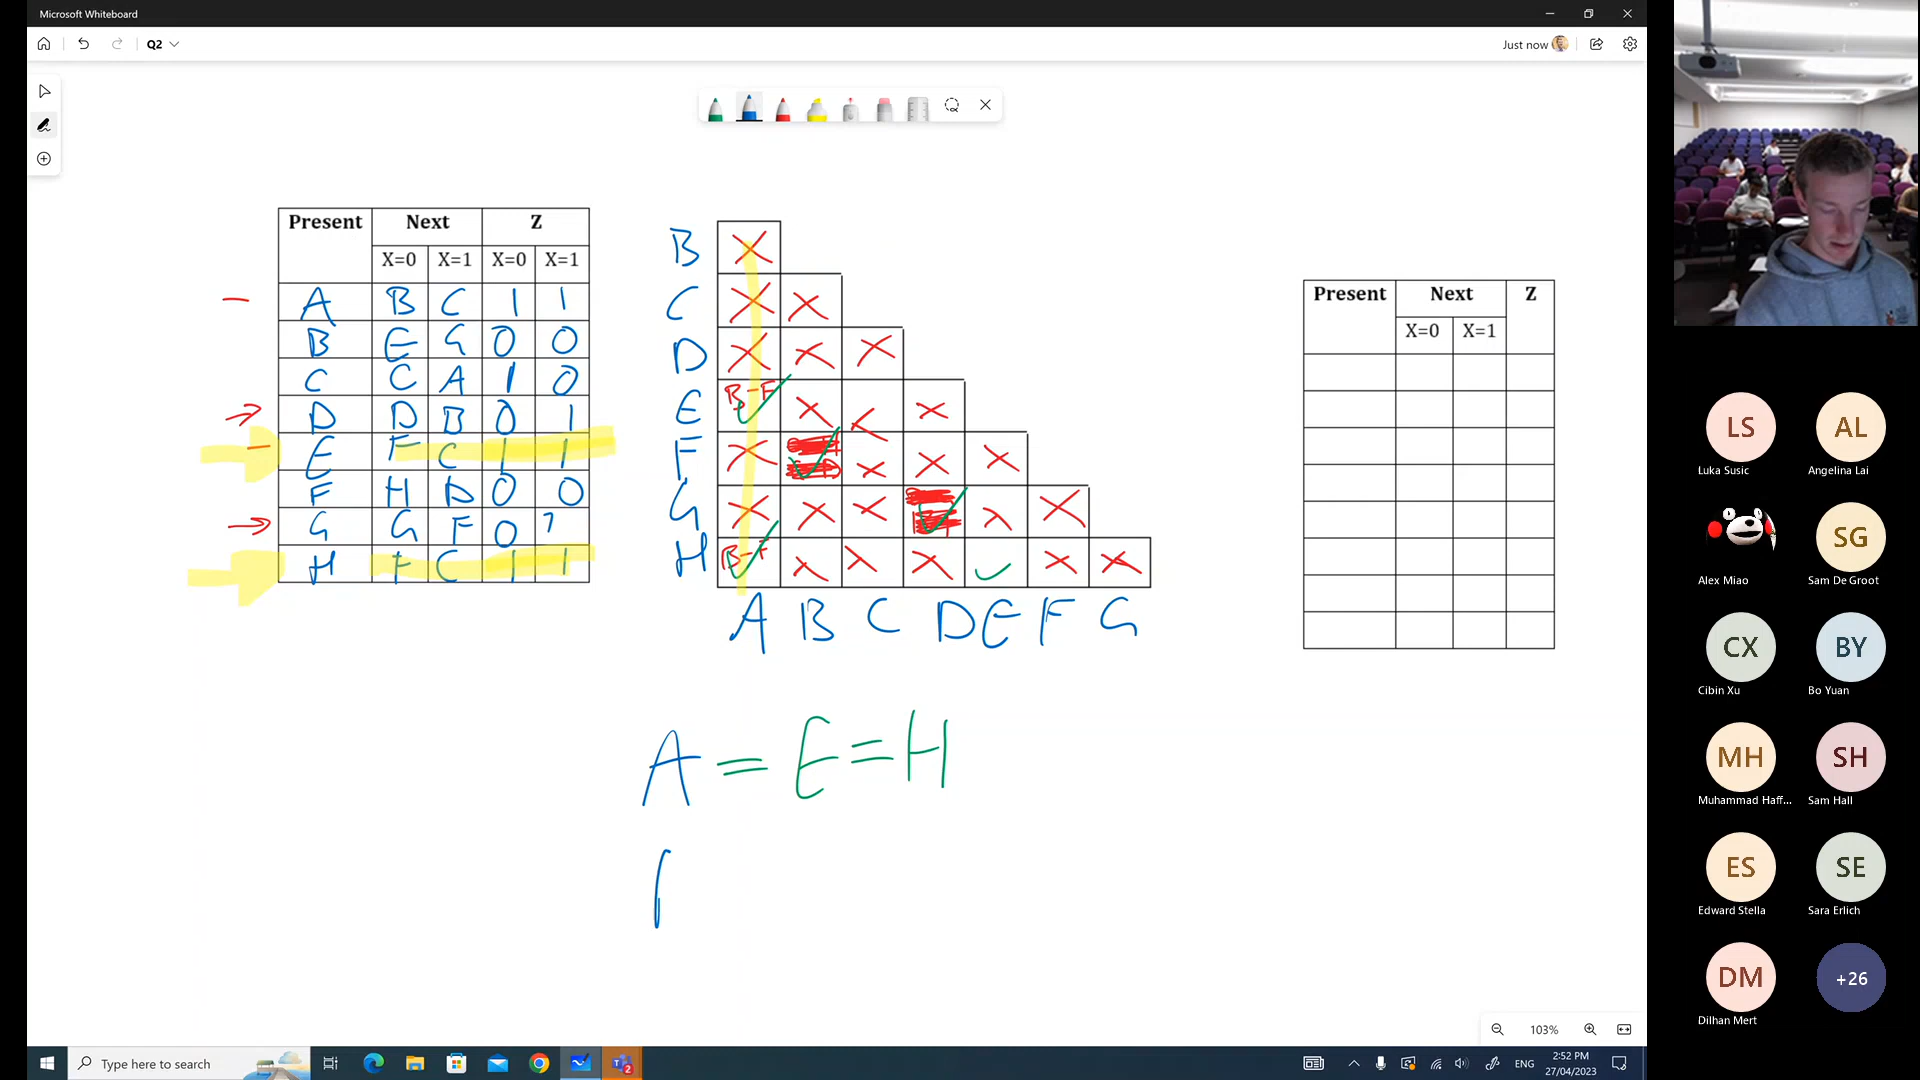 Microsoft Whiteboard
Q2
Just now
Present Next Z
X=0 X=1 X=0 X=1
A B C 1 1
B E G 0 0
C C A 1 0
D D B 0 1
E F C 1 1
F H D 0 0
G G F 0 1
H F C 1 1
B
C
D
E B-F
F
G
H B-F
A B C D E F G
Present Next Z
X=0 X=1
A = E = H
LS AL
Luka Susic Angelina Lai
SG
Alex Miao Sam De Groot
CX BY
Cibin Xu Bo Yuan
MH SH
Muhammad Haff... Sam Hall
ES SE
Edward Stella Sara Erlich
DM +26
Dilhan Mert
103%
Type here to search
2
ENG
2:52 PM
27/04/2023